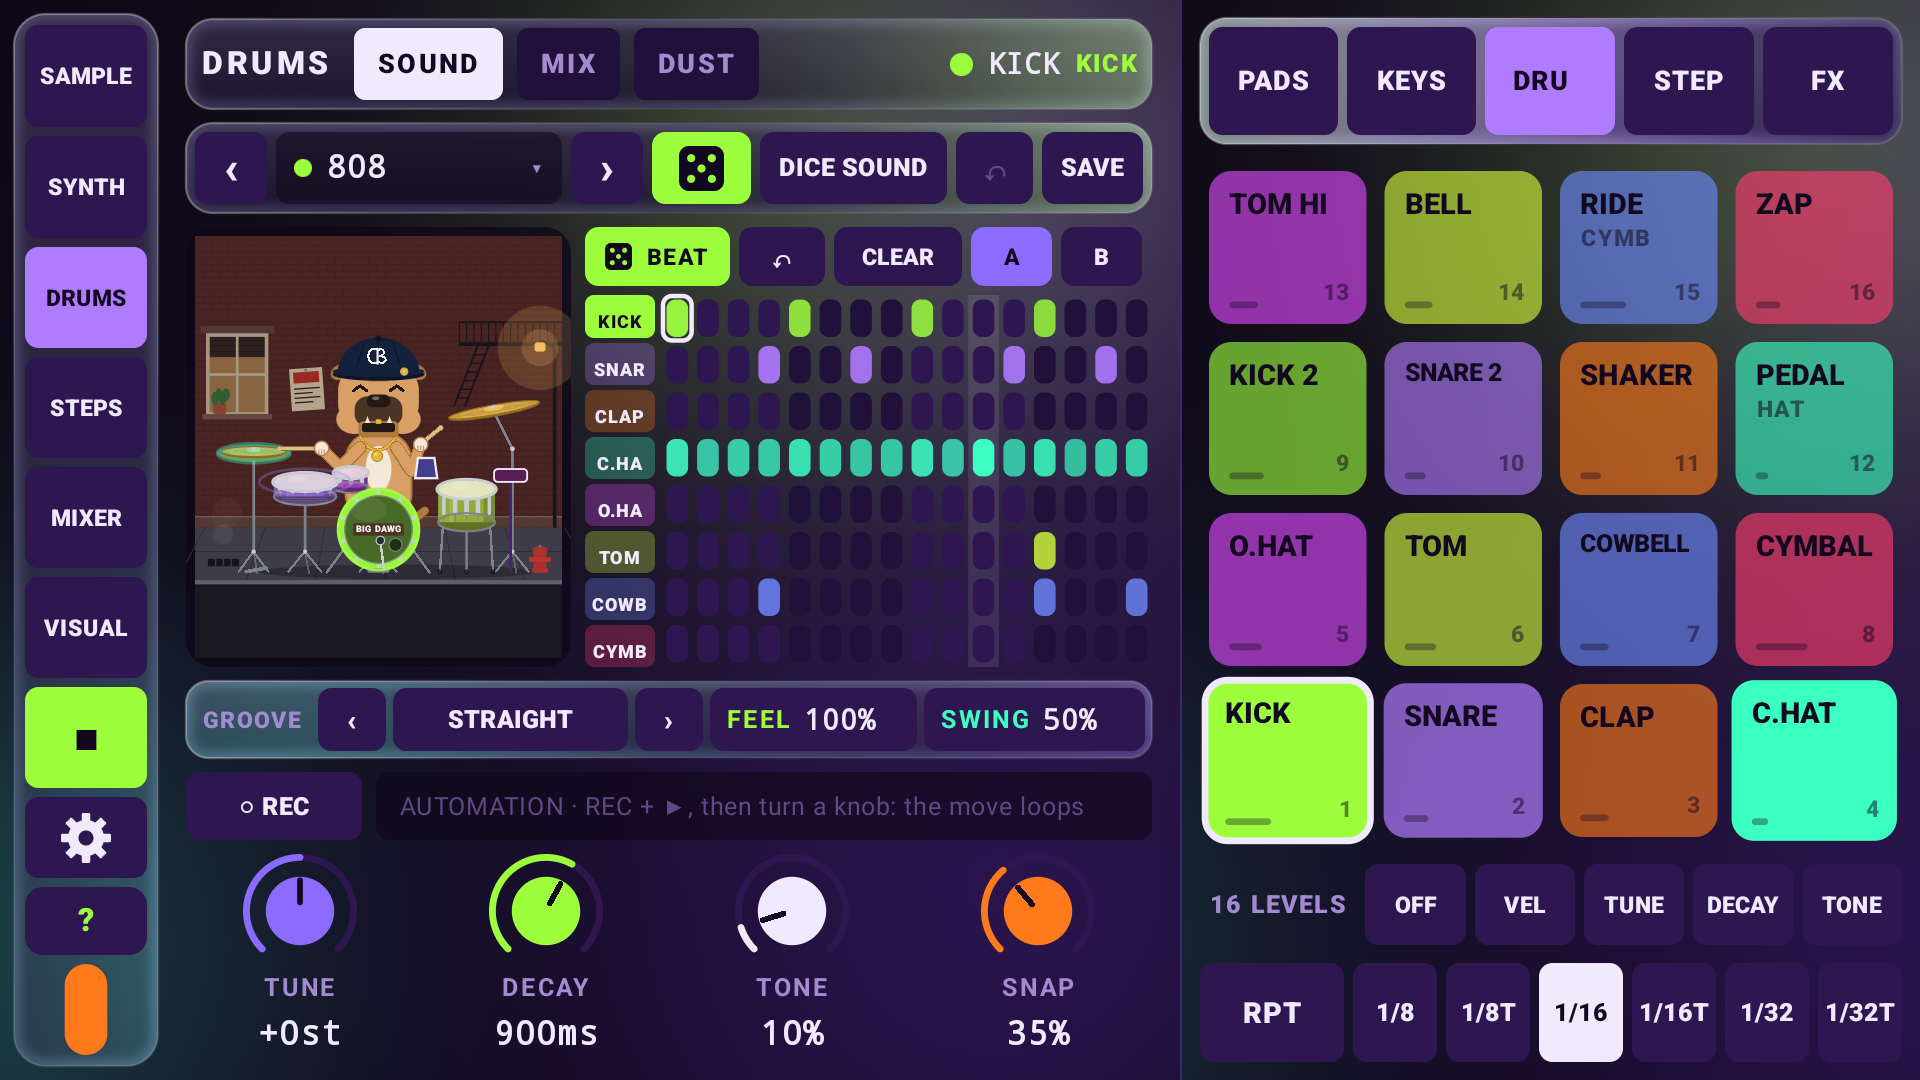 SAMPLE
SYNTH
DRUMS
STEPS
MIXER
VISUAL
?
DRUMS SOUND MIX DUST KICK KICK
808 DICE SOUND SAVE
BEAT CLEAR A B
KICK
SNAR
CLAP
C.HA
O.HA
TOM
COWB
CYMB
CB
BIG DAWG
GROOVE STRAIGHT FEEL 100% SWING 50%
REC AUTOMATION · REC + ►, then turn a knob: the move loops
TUNE DECAY TONE SNAP
+0st 900ms 10% 35%
PADS KEYS DRU STEP FX
TOM HI BELL RIDE ZAP
CYMB
13 14 15 16
KICK 2 SNARE 2 SHAKER PEDAL
HAT
9 10 11 12
O.HAT TOM COWBELL CYMBAL
5 6 7 8
KICK SNARE CLAP C.HAT
1 2 3 4
16 LEVELS OFF VEL TUNE DECAY TONE
RPT 1/8 1/8T 1/16 1/16T 1/32 1/32T